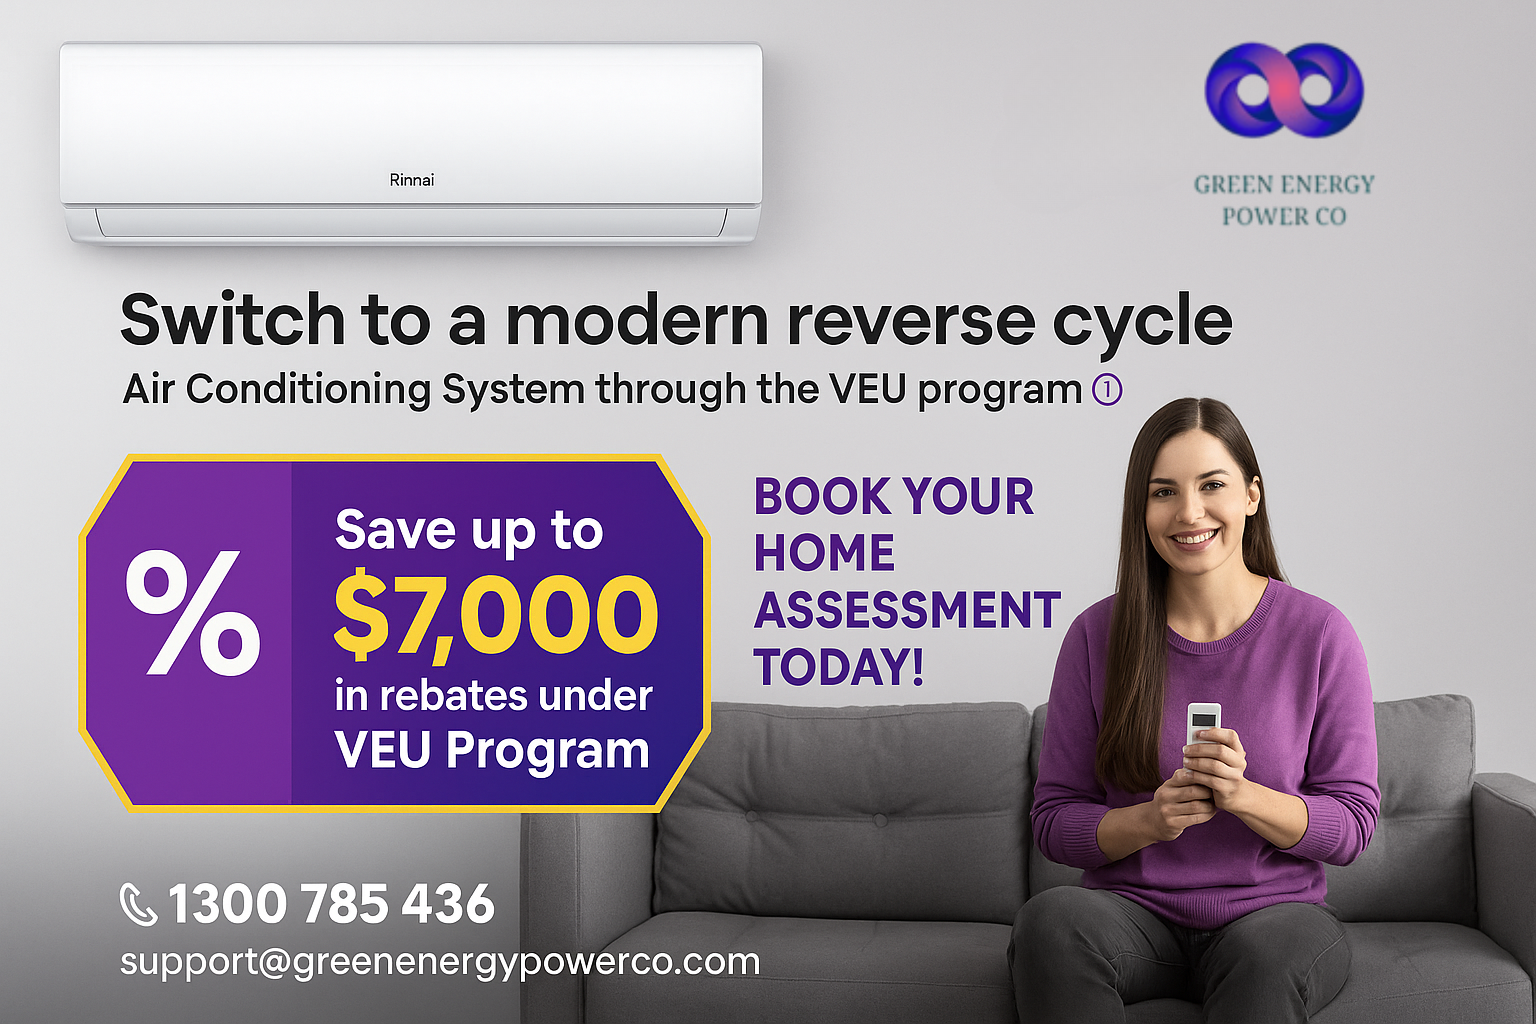 Rinnai
GREEN ENERGY
POWER CO
Switch to a modern reverse cycle
Air Conditioning System through the VEU program ①
%
Save up to
$7,000
in rebates under
VEU Program
BOOK YOUR
HOME
ASSESSMENT
TODAY!
1300 785 436
support@greenenergypowerco.com